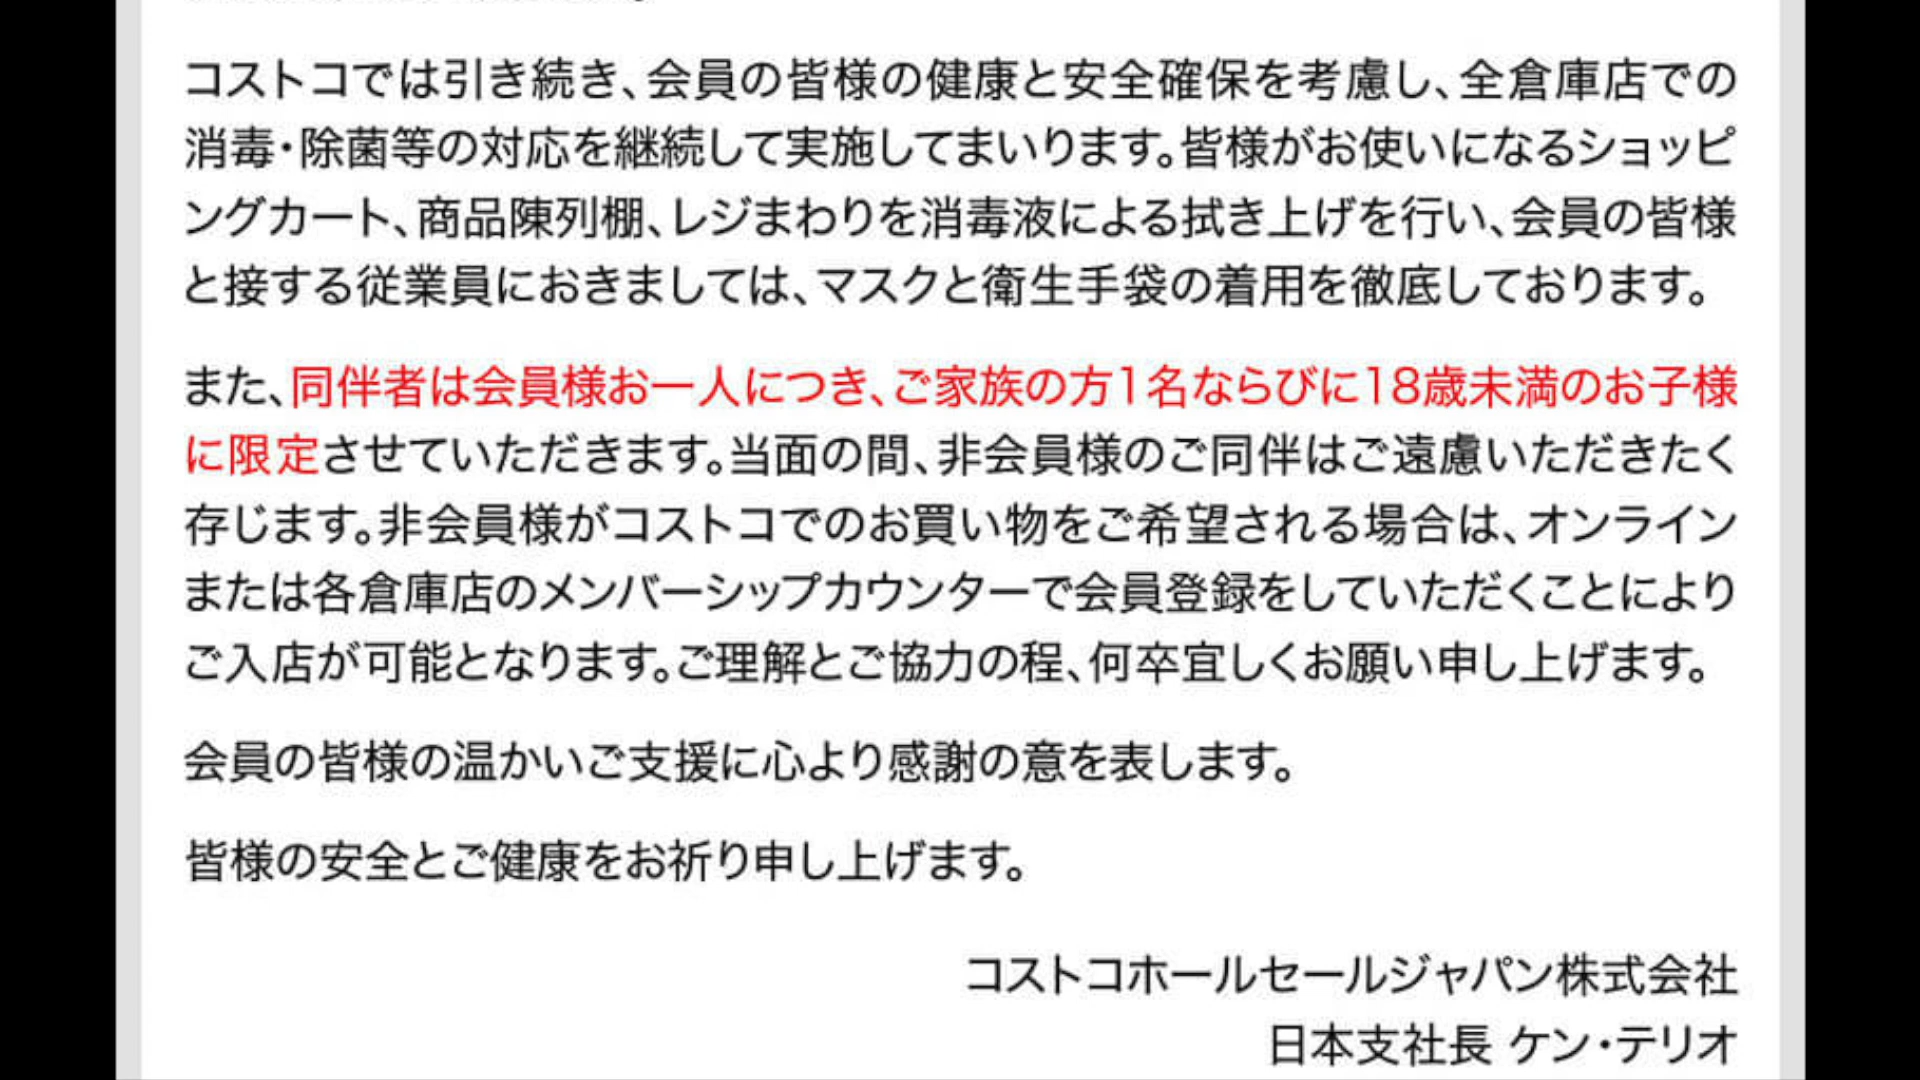 コストコでは引き続き、会員の皆様の健康と安全確保を考慮し、全倉庫店での
消毒・除菌等の対応を継続して実施してまいります。皆様がお使いになるショッピ
ングカート、商品陳列棚、レジまわりを消毒液による拭き上げを行い、会員の皆様
と接する従業員におきましては、マスクと衛生手袋の着用を徹底しております。
また、同伴者は会員様お一人につき、ご家族の方1名ならびに18歳未満のお子様
に限定させていただきます。当面の間、非会員様のご同伴はご遠慮いただきたく
存じます。非会員様がコストコでのお買い物をご希望される場合は、オンライン
または各倉庫店のメンバーシップカウンターで会員登録をしていただくことにより
ご入店が可能となります。ご理解とご協力の程、何卒宜しくお願い申し上げます。
会員の皆様の温かいご支援に心より感謝の意を表します。
皆様の安全とご健康をお祈り申し上げます。
コストコホールセールジャパン株式会社
日本支社長 ケン・テリオ